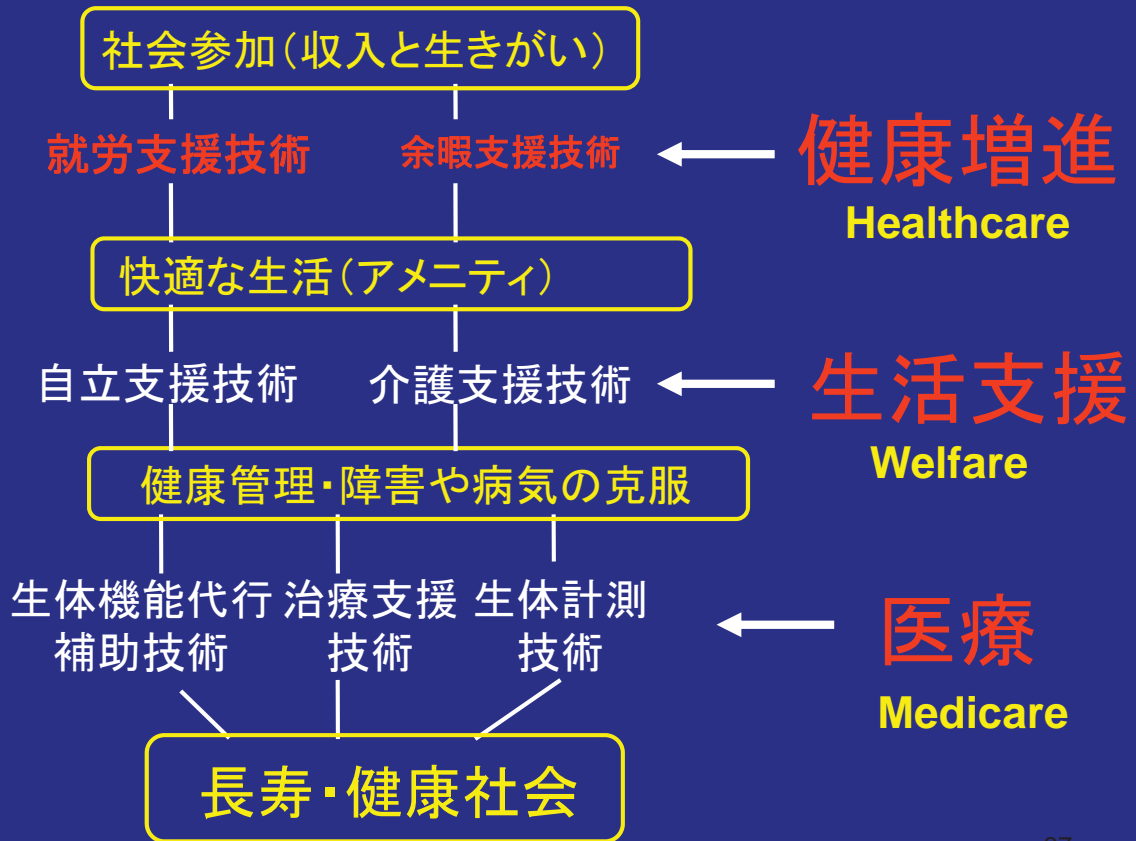 社会参加(収入と生きがい)
就労支援技術 余暇支援技術
健康増進
Healthcare
快適な生活(アメニティ)
自立支援技術 介護支援技術
生活支援
Welfare
健康管理・障害や病気の克服
生体機能代行 治療支援 生体計測
補助技術 技術 技術
医療
Medicare
長寿・健康社会